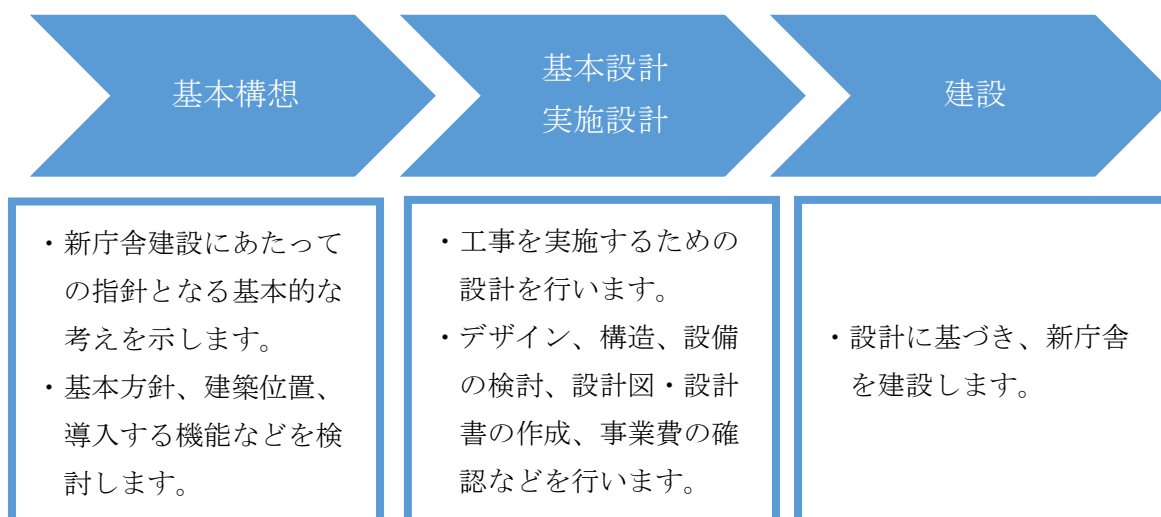 基本構想
基本設計
実施設計
建設
・新庁舎建設にあたって
の指針となる基本的な
考えを示します。
・基本方針、建築位置、
導入する機能などを検
討します。
・工事を実施するための
設計を行います。
・デザイン、構造、設備
の検討、設計図・設計
書の作成、事業費の確
認などを行います。
・設計に基づき、新庁舎
を建設します。